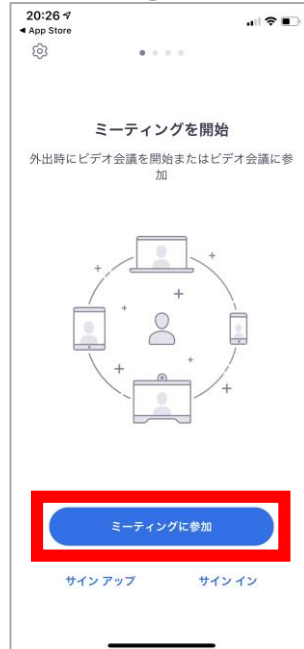 20:26
◀ App Store
ミーティングを開始
外出時にビデオ会議を開始またはビデオ会議に参
加
ミーティングに参加
サイン アップ
サイン イン